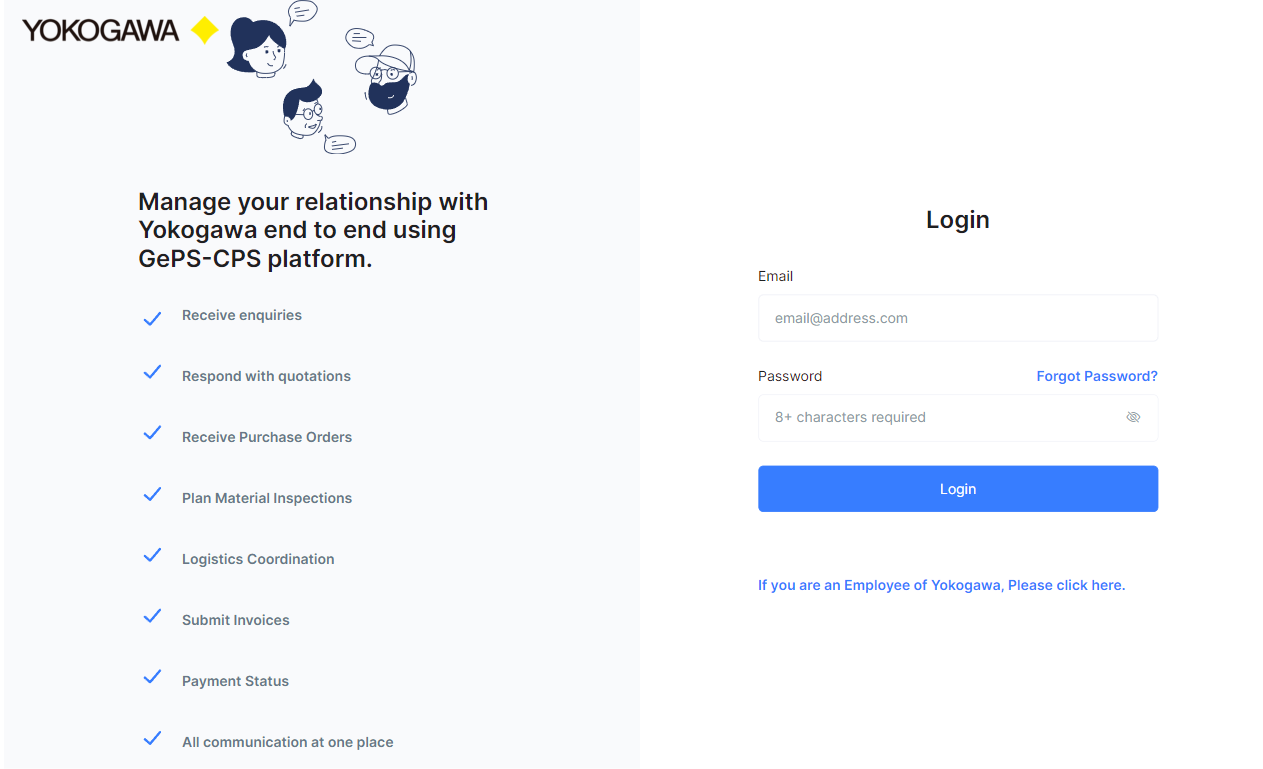 YOKOGAWA
Manage your relationship with
Yokogawa end to end using
GePS-CPS platform.
Receive enquiries
Respond with quotations
Receive Purchase Orders
Plan Material Inspections
Logistics Coordination
Submit Invoices
Payment Status
All communication at one place
Login
Email
email@address.com
Password
Forgot Password?
8+ characters required
Login
If you are an Employee of Yokogawa, Please click here.